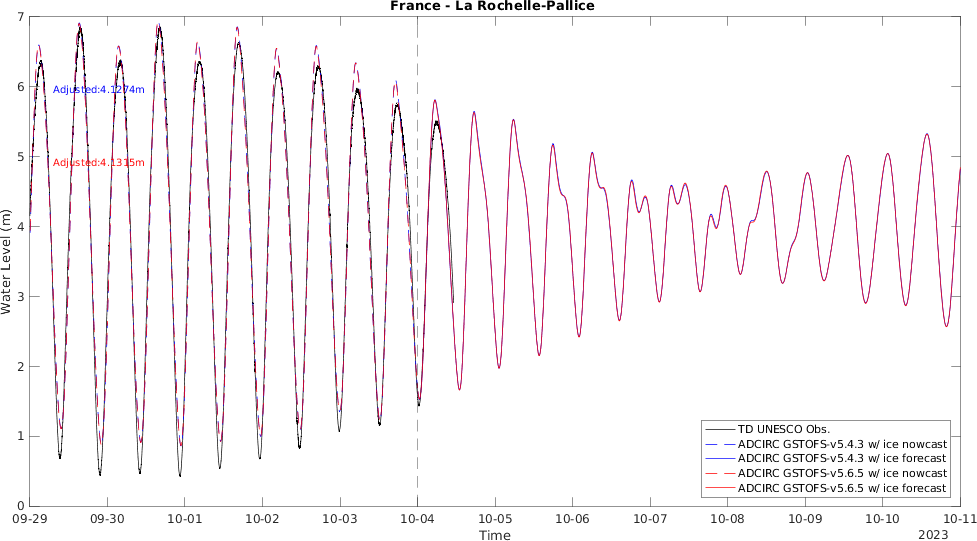 France - La Rochelle-Pallice
7
6
5
4
3
2
1
0
Water Level (m)
Adjusted:4.1274m
Adjusted:4.1315m
TD UNESCO Obs.
ADCIRC GSTOFS-v5.4.3 w/ ice nowcast
ADCIRC GSTOFS-v5.4.3 w/ ice forecast
ADCIRC GSTOFS-v5.6.5 w/ ice nowcast
ADCIRC GSTOFS-v5.6.5 w/ ice forecast
09-29 09-30 10-01 10-02 10-03 10-04 10-05 10-06 10-07 10-08 10-09 10-10 10-11
Time
2023